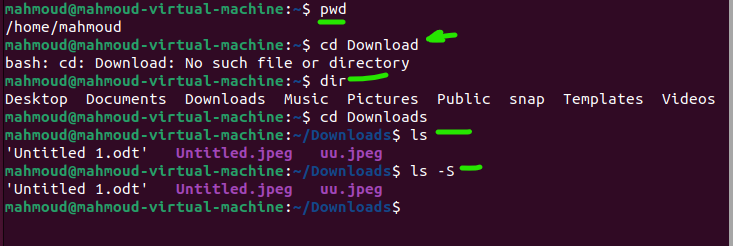 mahmoud@mahmoud-virtual-machine:~$ pwd
/home/mahmoud
mahmoud@mahmoud-virtual-machine:~$ cd Download
bash: cd: Download: No such file or directory
mahmoud@mahmoud-virtual-machine:~$ dir
Desktop  Documents  Downloads  Music  Pictures  Public  snap  Templates  Videos
mahmoud@mahmoud-virtual-machine:~$ cd Downloads
mahmoud@mahmoud-virtual-machine:~/Downloads$ ls
'Untitled 1.odt'   Untitled.jpeg   uu.jpeg
mahmoud@mahmoud-virtual-machine:~/Downloads$ ls -S
'Untitled 1.odt'   Untitled.jpeg   uu.jpeg
mahmoud@mahmoud-virtual-machine:~/Downloads$